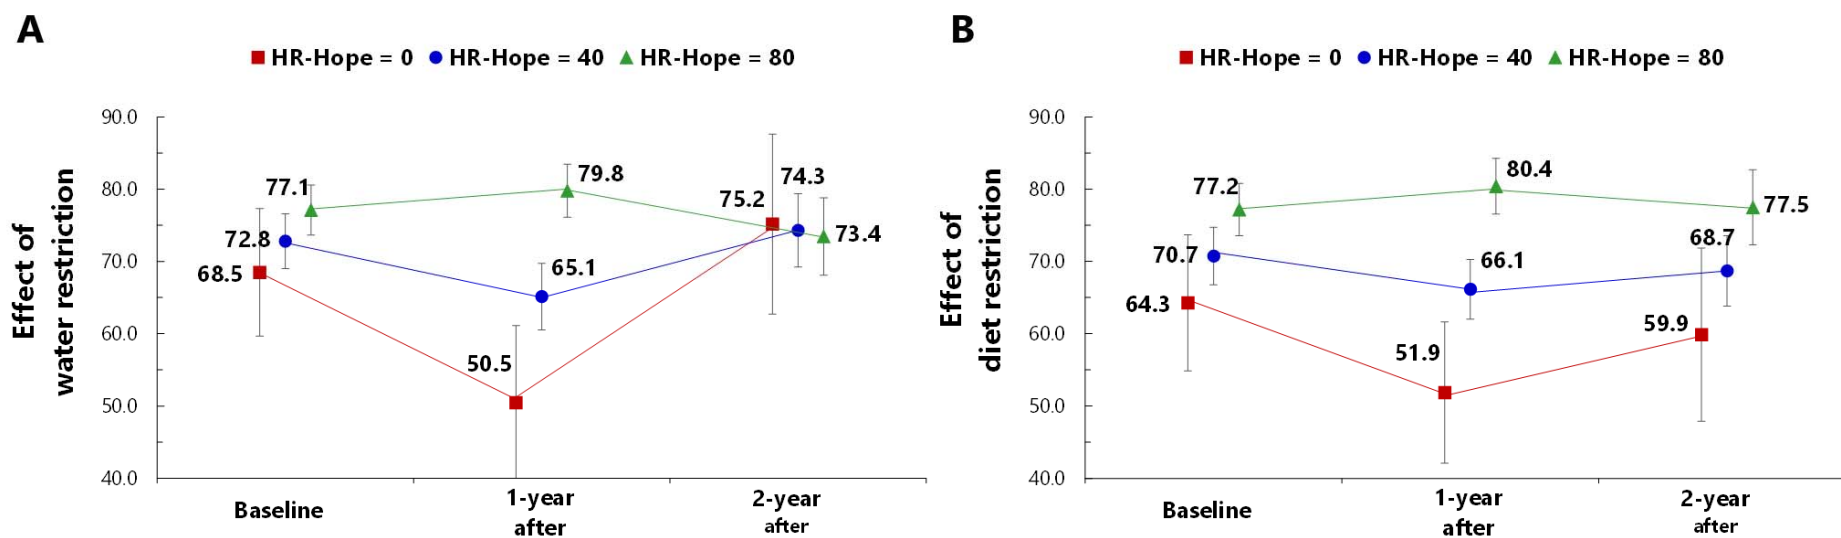 A
HR-Hope = 0 HR-Hope = 40 HR-Hope = 80
Effect of
water restriction
90.0
80.0
70.0
60.0
50.0
40.0
77.1
72.8
68.5
79.8
65.1
50.5
75.2
74.3
73.4
Baseline
1-year
after
2-year
after
B
HR-Hope = 0 HR-Hope = 40 HR-Hope = 80
Effect of
diet restriction
90.0
80.0
70.0
60.0
50.0
40.0
77.2
70.7
64.3
80.4
66.1
51.9
77.5
68.7
59.9
Baseline
1-year
after
2-year
after